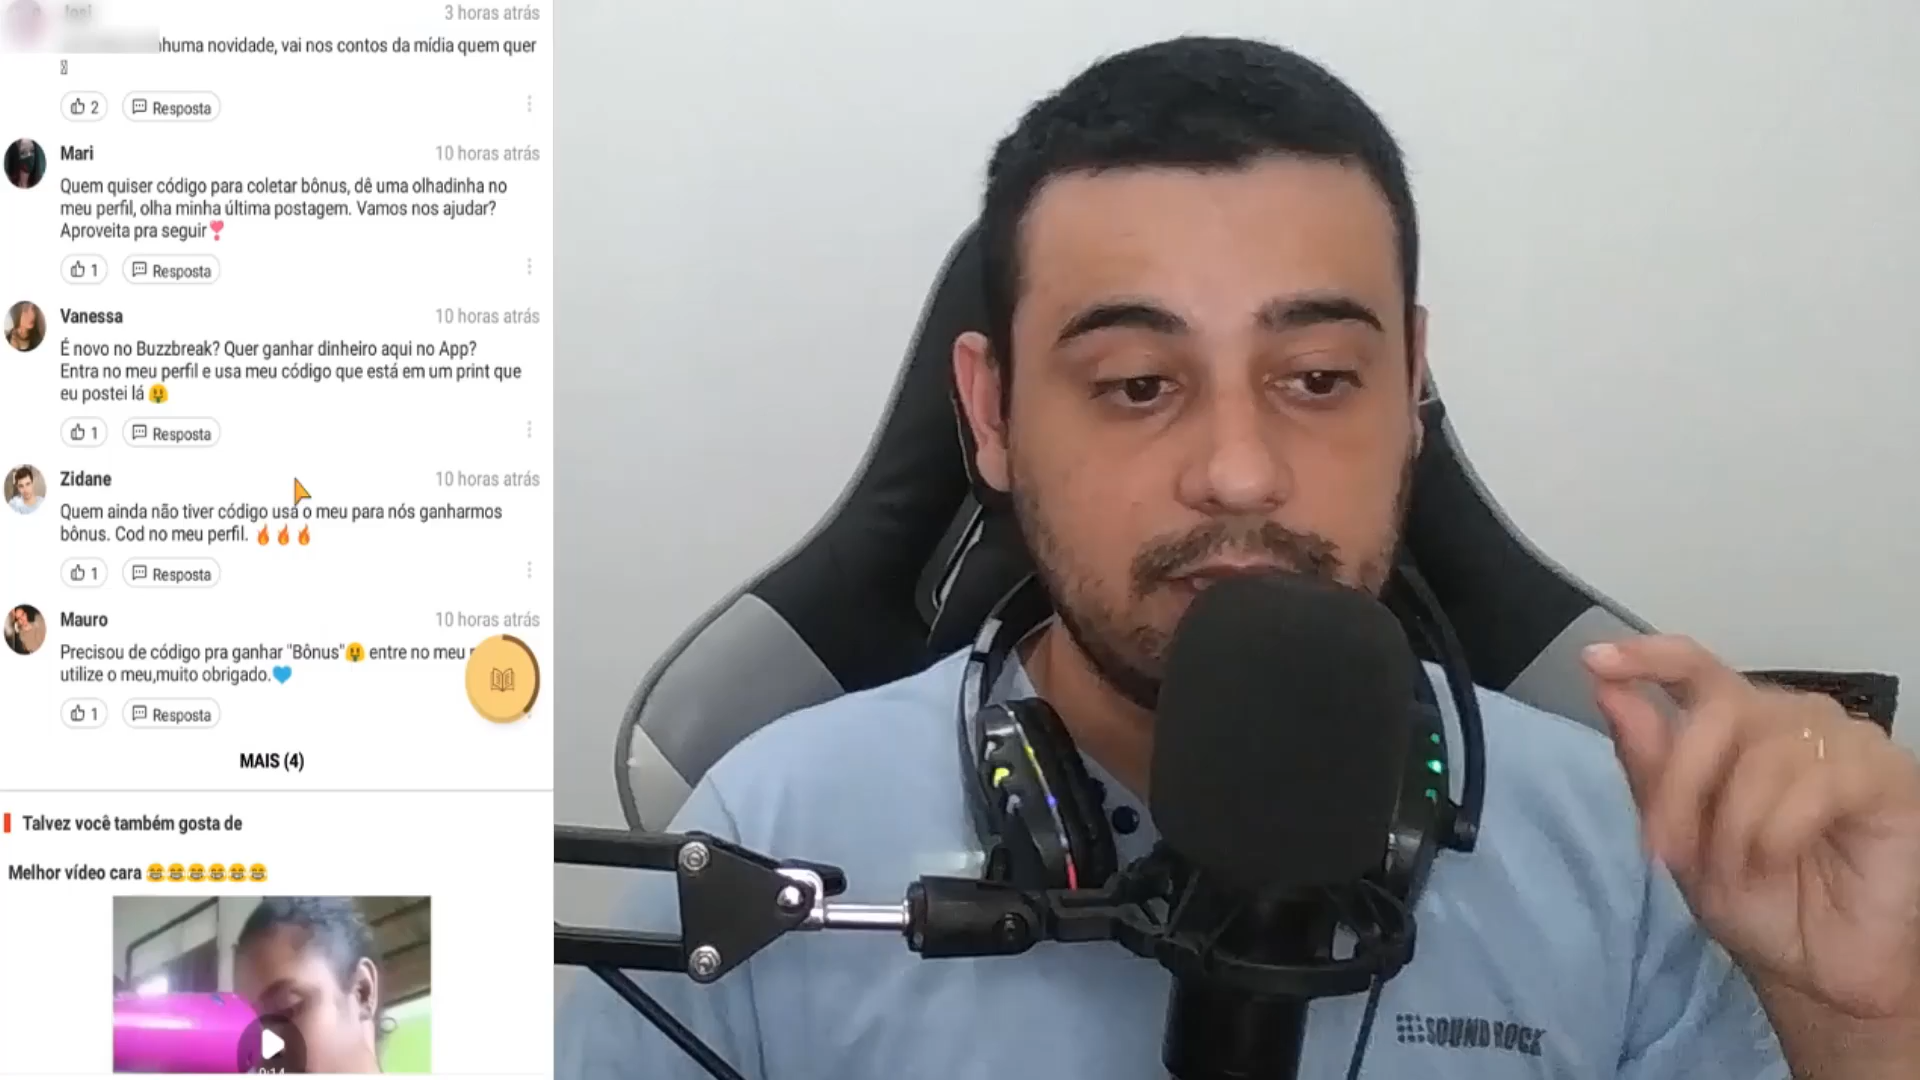 3 horas atrás
huma novidade, vai nos contos da mídia quem quer
2
Resposta
Mari
10 horas atrás
Quem quiser código para coletar bônus, dê uma olhadinha no
meu perfil, olha minha última postagem. Vamos nos ajudar?
Aproveita pra seguir❣️
1
Resposta
Vanessa
10 horas atrás
É novo no Buzzbreak? Quer ganhar dinheiro aqui no App?
Entra no meu perfil e usa meu código que está em um print que
eu postei lá 🤑
1
Resposta
Zidane
10 horas atrás
Quem ainda não tiver código usa o meu para nós ganharmos
bônus. Cod no meu perfil. 🔥🔥🔥
1
Resposta
Mauro
10 horas atrás
Precisou de código pra ganhar "Bônus"🤑 entre no meu
utilize o meu,muito obrigado.💙
1
Resposta
MAIS (4)
Talvez você também gosta de
Melhor vídeo cara 😂😂😂😂😂😂
SOUND ROCK